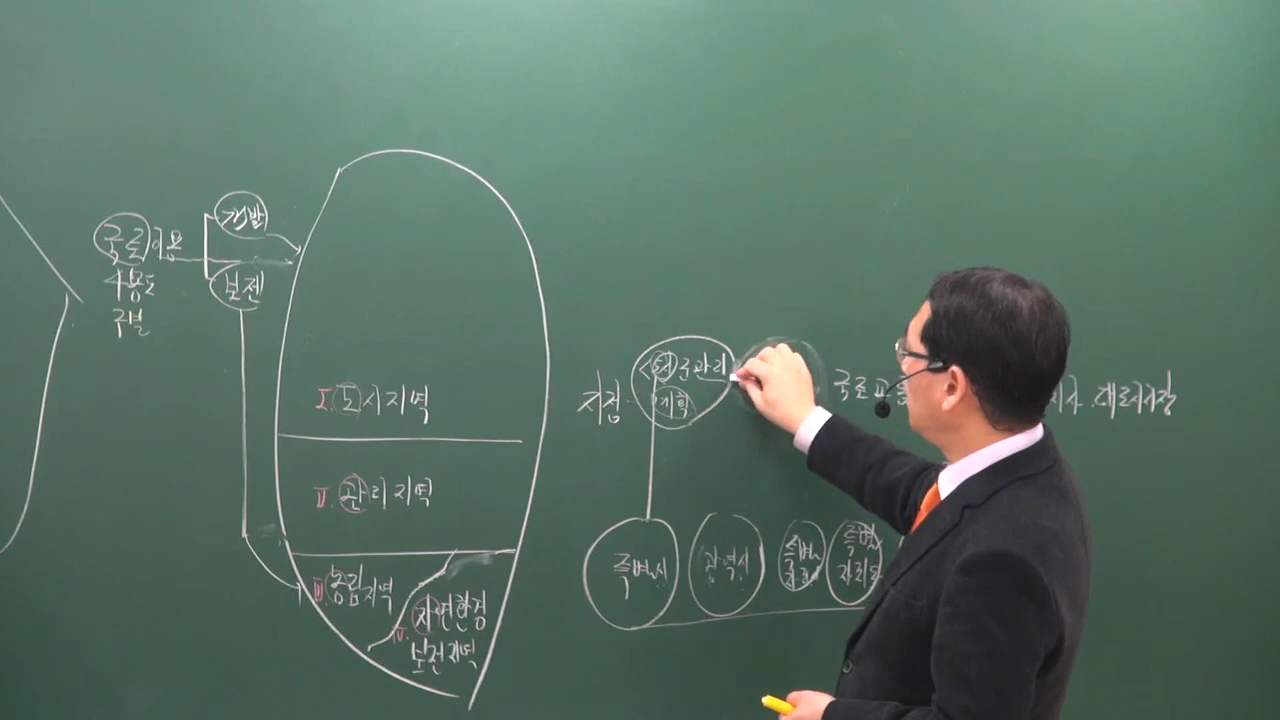 개발
국토이용
보전
사용도
구별
I. 도시지역
II. 관리지역
III. 농림지역
IV. 자연환경
보전지역
<도시군관리
계획
지정
국토교통
특별시
광역시
특별
자치시
특별
자치도